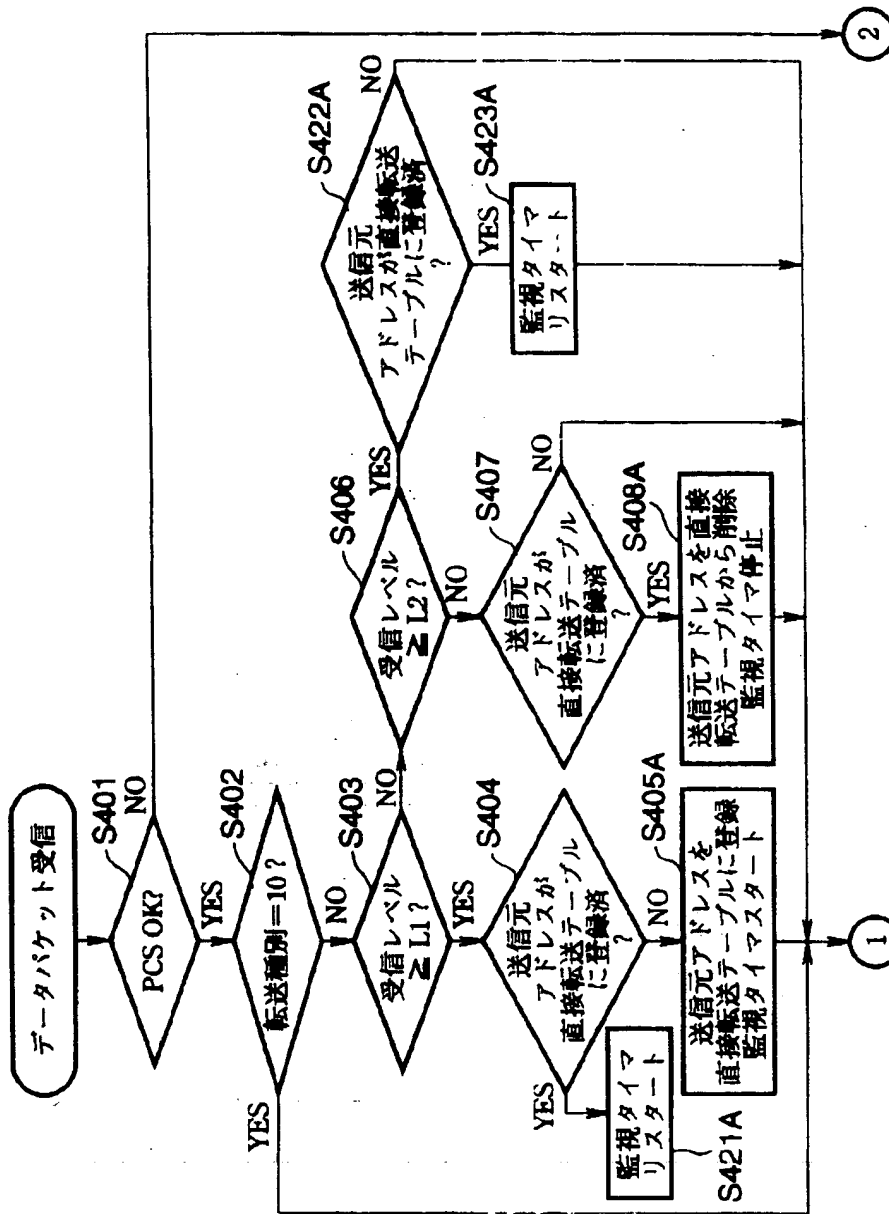 データパケット受信
S401
PCS OK?
NO
YES
S402
転送種別=10?
YES
NO
S403
受信レベル
≧L1?
NO
YES
S404
送信元
アドレスが
直接転送テーブル
に登録済
?
YES
NO
監視タイマ
リスタート
S421A
S405A
送信元アドレスを
直接転送テーブルに登録
監視タイマスタート
S406
受信レベル
≧L2?
YES
NO
S407
送信元
アドレスが
直接転送テーブル
に登録済
?
NO
YES
S408A
送信元アドレスを直接
転送テーブルから削除
監視タイマ停止
S422A
送信元
アドレスが直接転送
テーブルに登録済
?
NO
YES
S423A
監視タイマ
リスタート
1
2